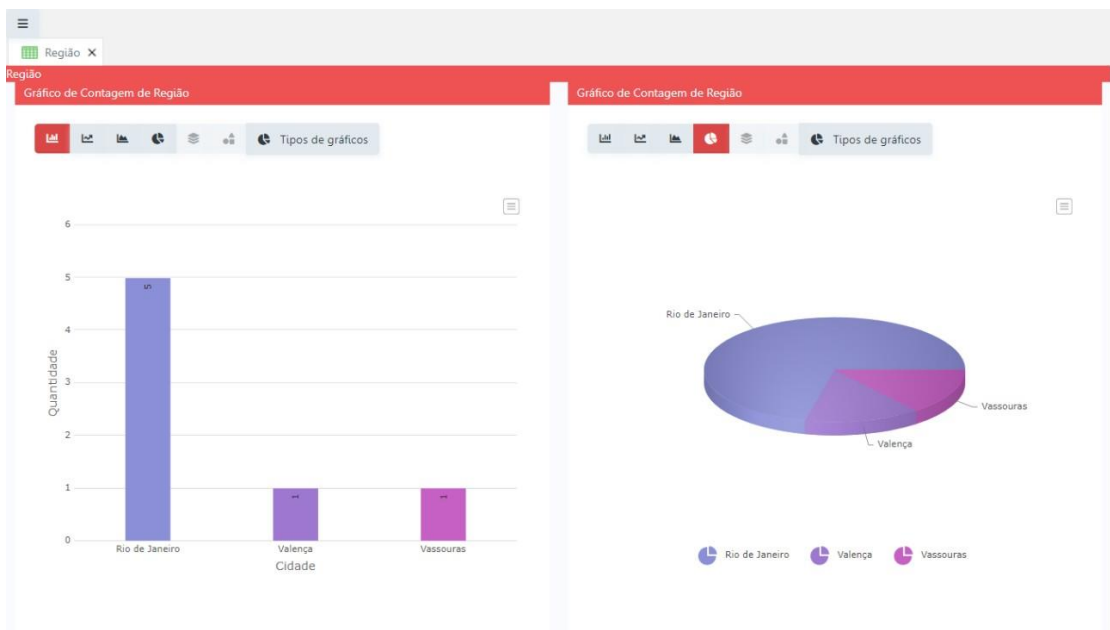 Região
Região
Gráfico de Contagem de Região
Tipos de gráficos
6
5
4
3
2
1
0
Quantidade
5
1
1
Rio de Janeiro
Valença
Vassouras
Cidade
Gráfico de Contagem de Região
Tipos de gráficos
Rio de Janeiro
Vassouras
Valença
Rio de Janeiro
Valença
Vassouras